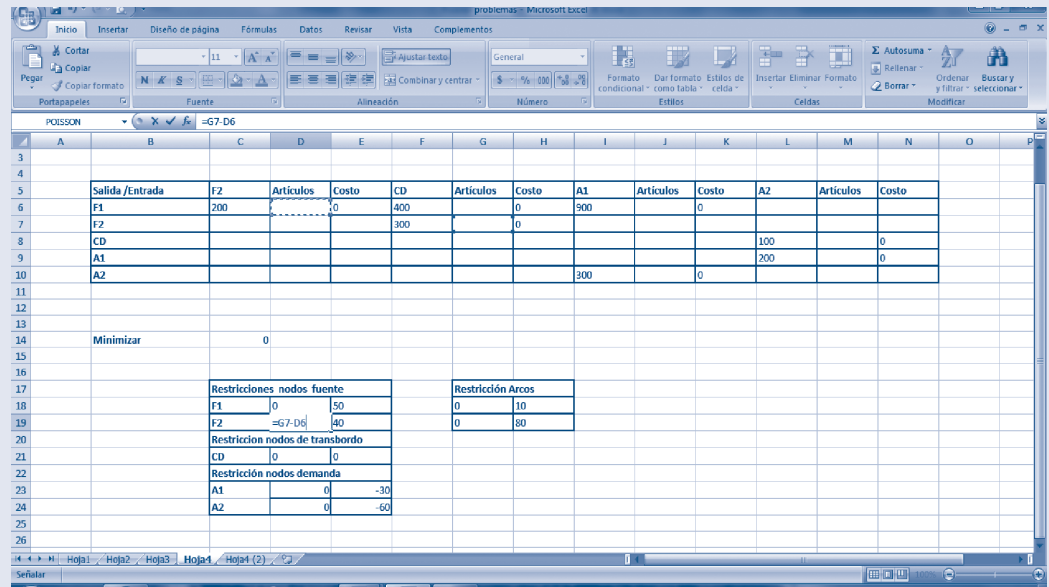 problemas - Microsoft Excel
Inicio Insertar Diseño de página Fórmulas Datos Revisar Vista Complementos
Pegar Cortar Copiar Copiar formato
Portapapeles
11 A A
N K S A
Fuente
Ajustar texto
Combinar y centrar
Alineación
General
$ % 000
Número
Formato condicional Dar formato como tabla Estilos de celda
Estilos
Insertar Eliminar Formato
Celdas
Σ Autosuma Rellenar Borrar
Ordenar y filtrar Buscar y seleccionar
Modificar
POISSON fx =G7-D6
A B C D E F G H I J K L M N O P
3
4
5 Salida /Entrada F2 Artículos Costo CD Artículos Costo A1 Artículos Costo A2 Artículos Costo
6 F1 200 0 400 0 900 0
7 F2 300 0
8 CD 100 0
9 A1 200 0
10 A2 300 0
11
12
13
14 Minimizar 0
15
16
17 Restricciones nodos fuente Restricción Arcos
18 F1 0 50 0 10
19 F2 =G7-D6 40 0 80
20 Restriccion nodos de transbordo
21 CD 0 0
22 Restricción nodos demanda
23 A1 0 -30
24 A2 0 -60
25
26
Hoja1 Hoja2 Hoja3 Hoja4 Hoja4 (2)
Señalar 160%